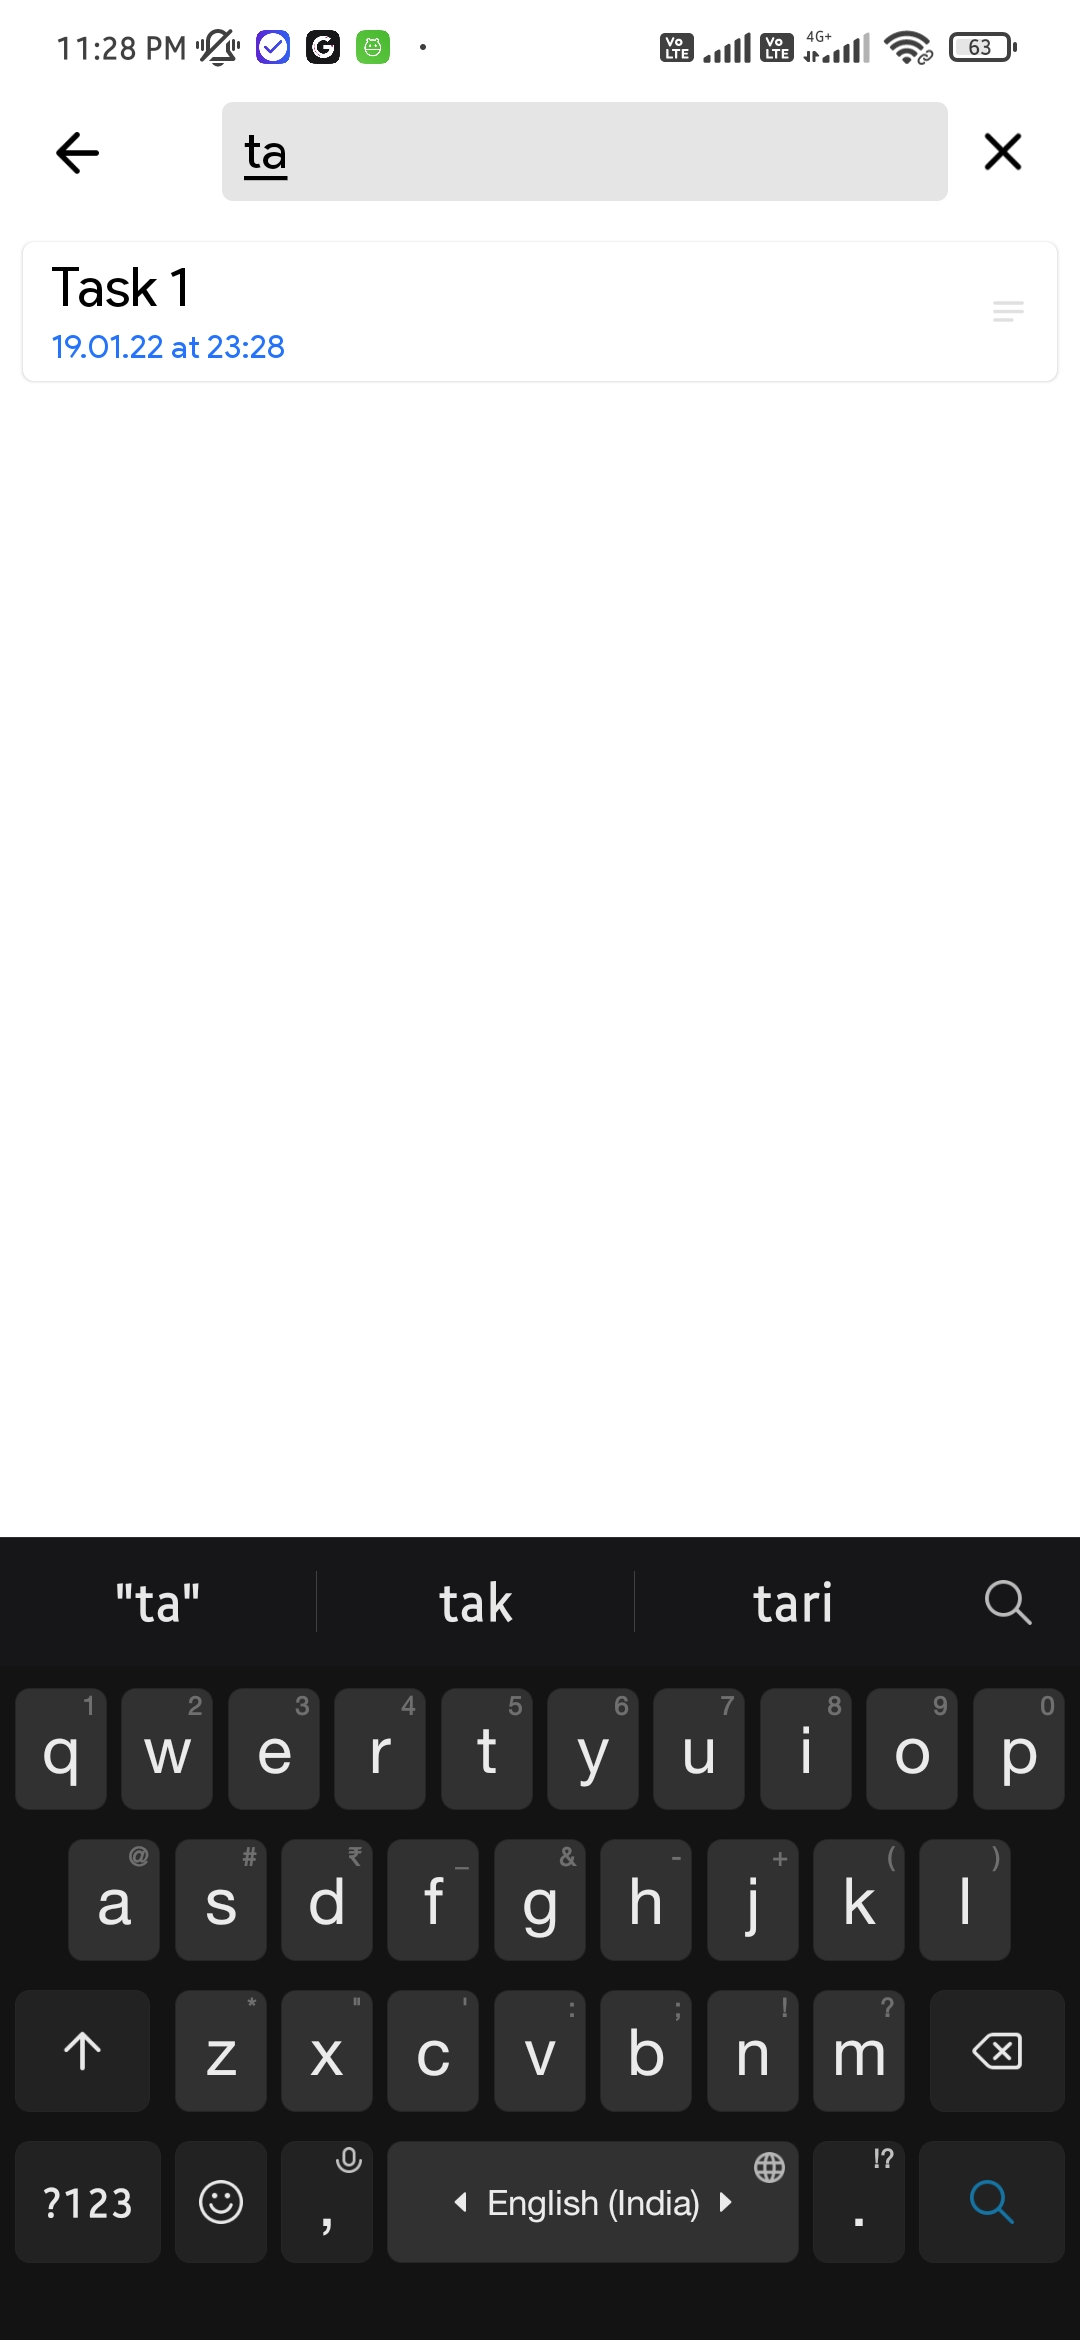 11:28 PM
Vo LTE
Vo LTE
4G+
63
ta
Task 1
19.01.22 at 23:28
"ta" tak tari
1 2 3 4 5 6 7 8 9 0
q w e r t y u i o p
@ # ₹ _ & - + ( )
a s d f g h j k l
* " ' : ; ! ?
z x c v b n m
!?
?123 , English (India) .